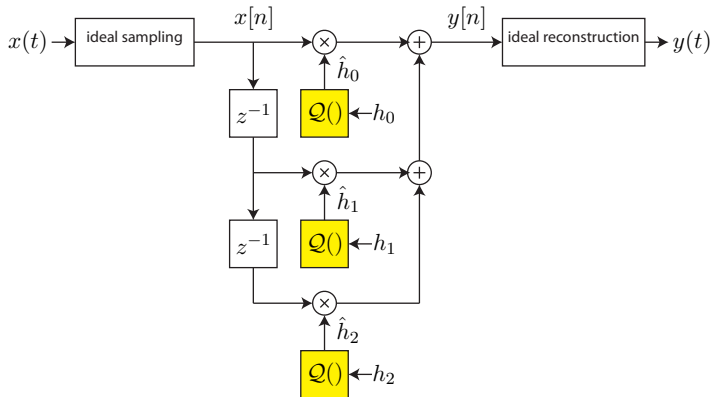 x(t) ideal sampling x[n] × + y[n] ideal reconstruction y(t)
ĥ₀
z⁻¹ Q() h₀
× +
ĥ₁
z⁻¹ Q() h₁
×
ĥ₂
Q() h₂